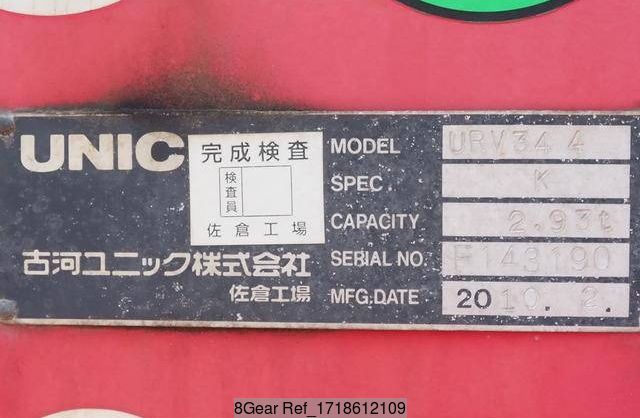 UNIC
完成検査
検査員
佐倉工場
古河ユニック株式会社
佐倉工場
MODEL URV344
SPEC. K
CAPACITY 2.93t
SERIAL NO. F143190
MFG.DATE 2010. 2.
8Gear Ref_1718612109